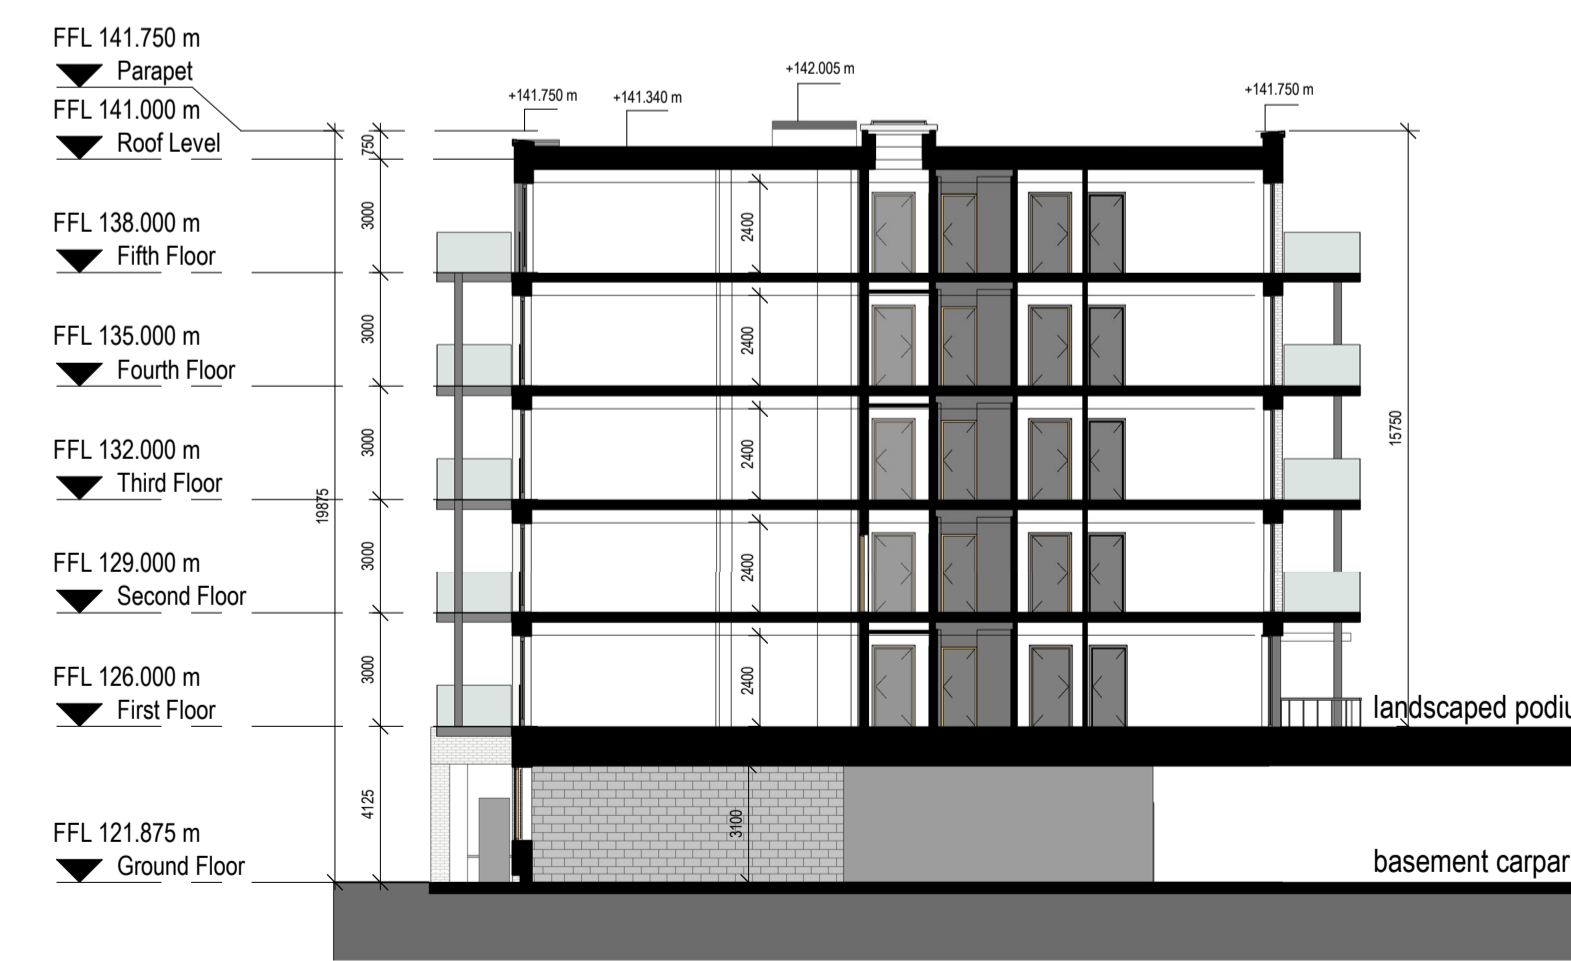 FFL 141.750 m
Parapet
FFL 141.000 m
Roof Level
FFL 138.000 m
Fifth Floor
FFL 135.000 m
Fourth Floor
FFL 132.000 m
Third Floor
FFL 129.000 m
Second Floor
FFL 126.000 m
First Floor
FFL 121.875 m
Ground Floor
19875
750
3000
3000
3000
3000
3000
4125
+141.750 m
+141.340 m
+142.005 m
+141.750 m
2400
2400
2400
2400
2400
3100
15750
landscaped podiu
basement carpar